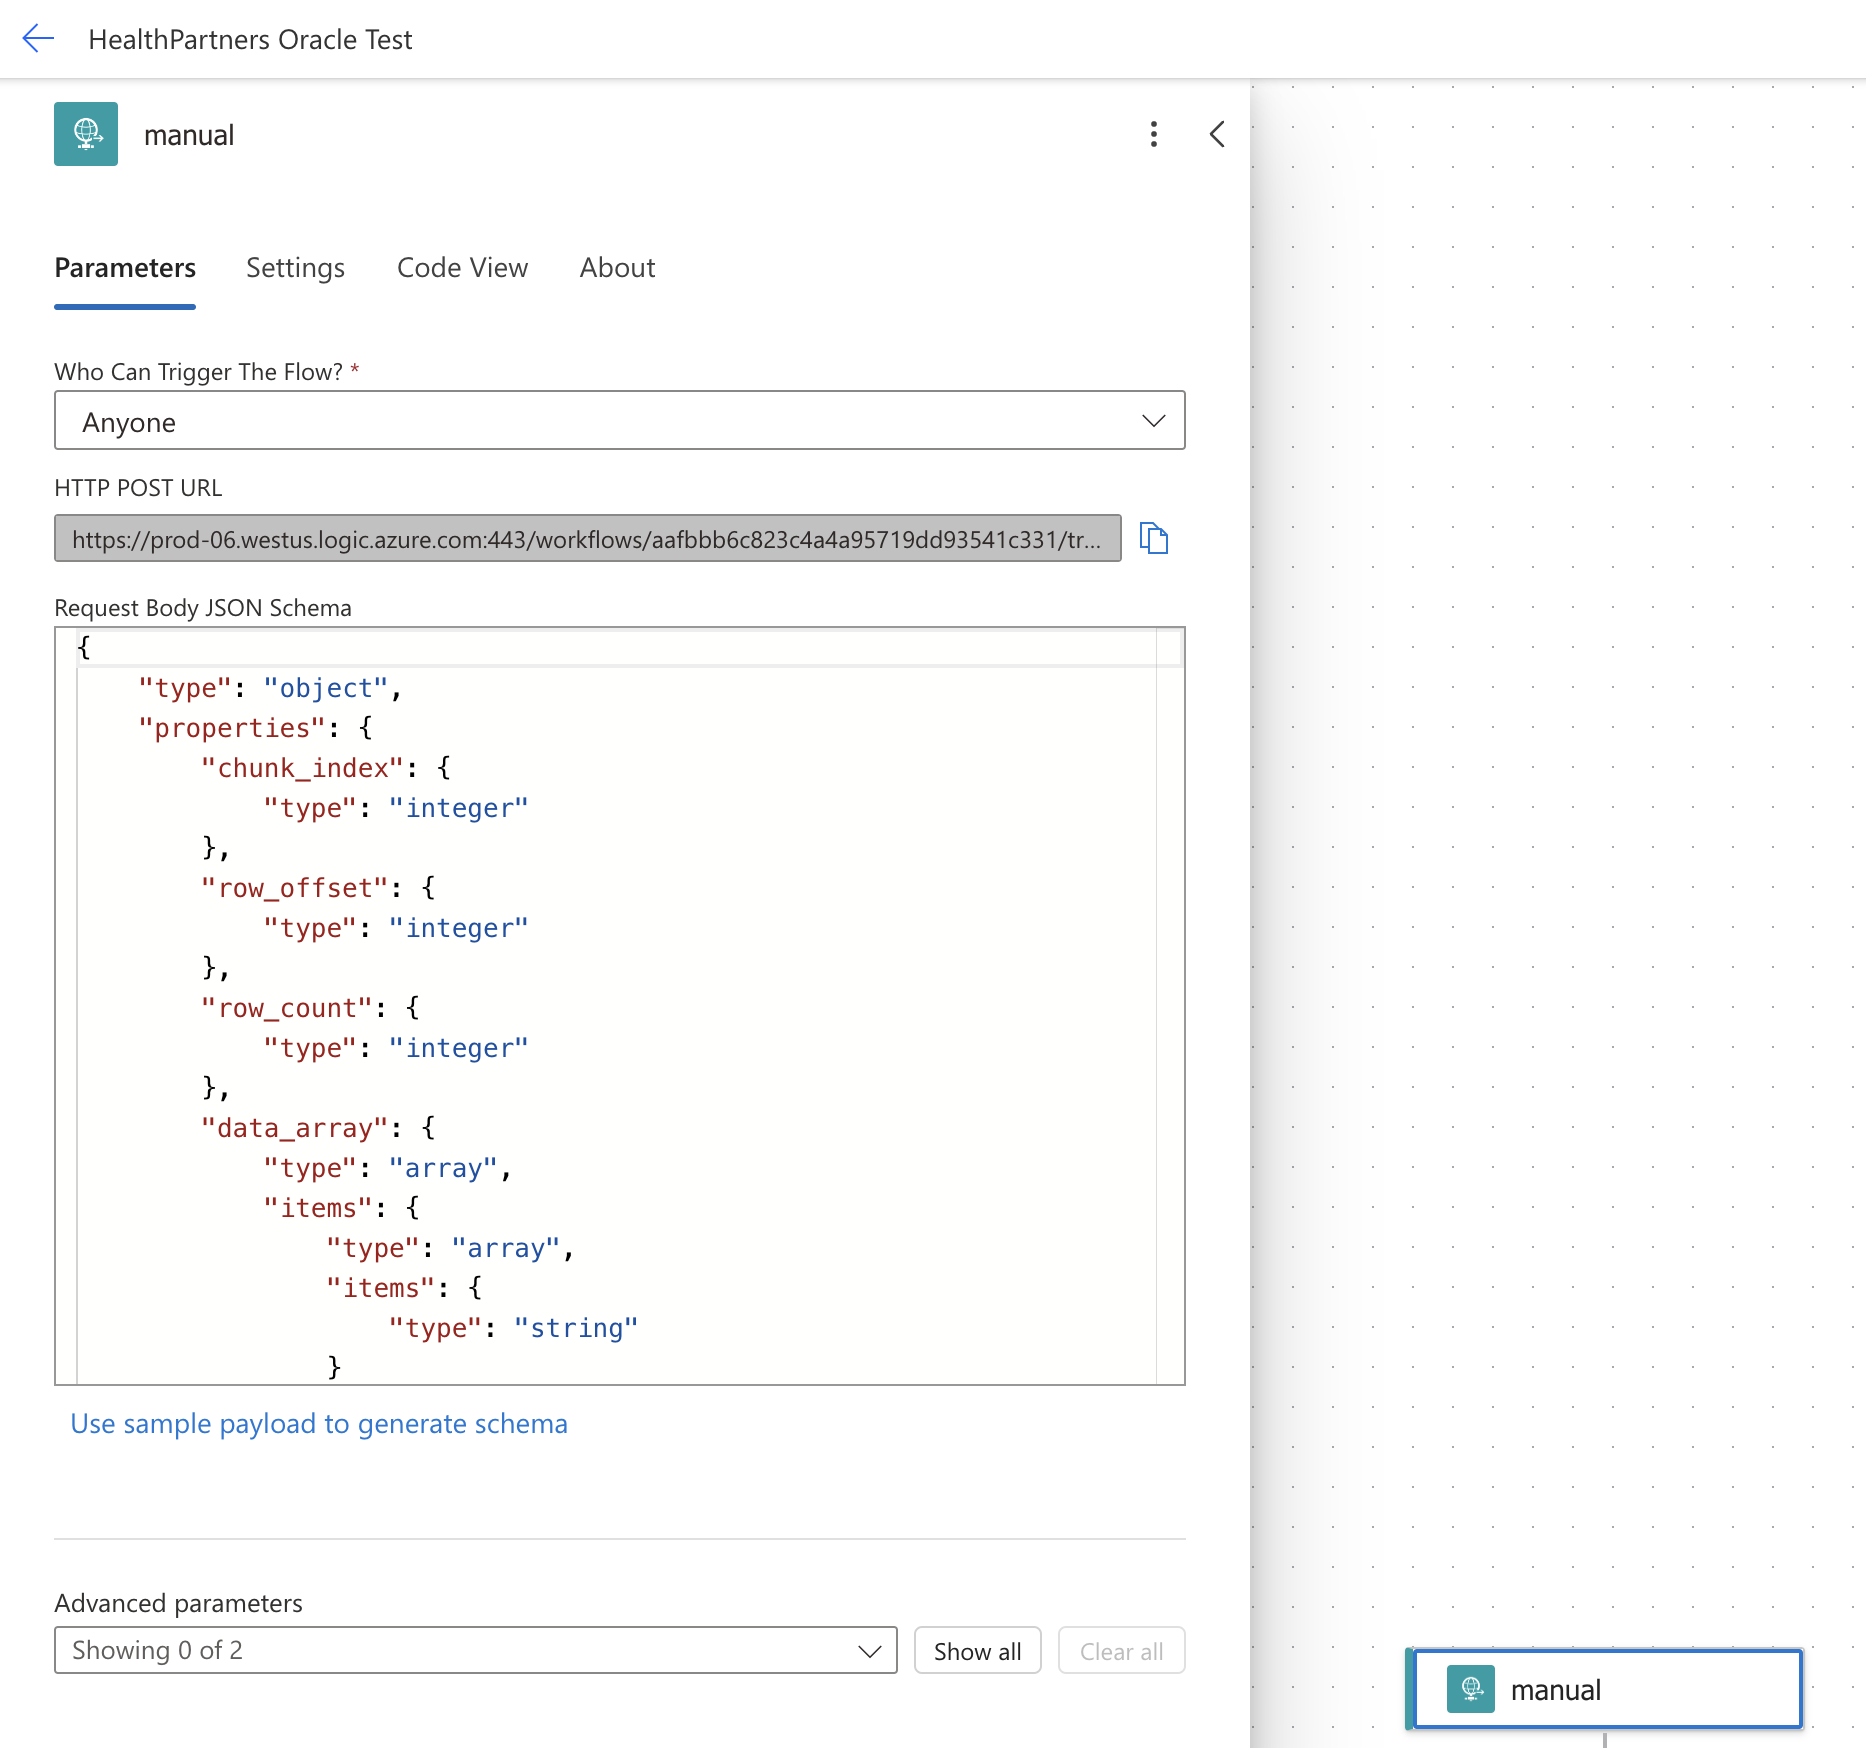 HealthPartners Oracle Test
manual
Parameters Settings Code View About
Who Can Trigger The Flow? *
Anyone
HTTP POST URL
https://prod-06.westus.logic.azure.com:443/workflows/aafbbb6c823c4a4a95719dd93541c331/tr...
Request Body JSON Schema
{
    "type": "object",
    "properties": {
        "chunk_index": {
            "type": "integer"
        },
        "row_offset": {
            "type": "integer"
        },
        "row_count": {
            "type": "integer"
        },
        "data_array": {
            "type": "array",
            "items": {
                "type": "array",
                "items": {
                    "type": "string"
                }
Use sample payload to generate schema
Advanced parameters
Showing 0 of 2 Show all Clear all
manual